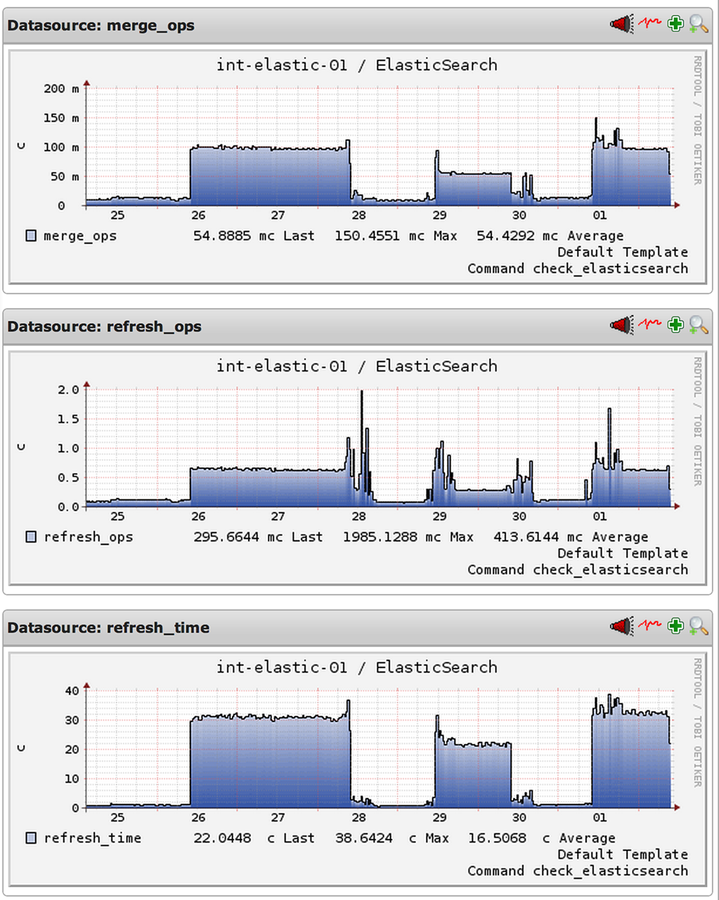 Datasource: merge_ops
int-elastic-01 / ElasticSearch
RRDTOOL / TOBI OETIKER
200 m
150 m
100 m
50 m
0
c
25 26 27 28 29 30 01
merge_ops 54.8885 mc Last 150.4551 mc Max 54.4292 mc Average
Default Template
Command check_elasticsearch
Datasource: refresh_ops
int-elastic-01 / ElasticSearch
RRDTOOL / TOBI OETIKER
2.0
1.5
1.0
0.5
0.0
c
25 26 27 28 29 30 01
refresh_ops 295.6644 mc Last 1985.1288 mc Max 413.6144 mc Average
Default Template
Command check_elasticsearch
Datasource: refresh_time
int-elastic-01 / ElasticSearch
RRDTOOL / TOBI OETIKER
40
30
20
10
0
c
25 26 27 28 29 30 01
refresh_time 22.0448 c Last 38.6424 c Max 16.5068 c Average
Default Template
Command check_elasticsearch